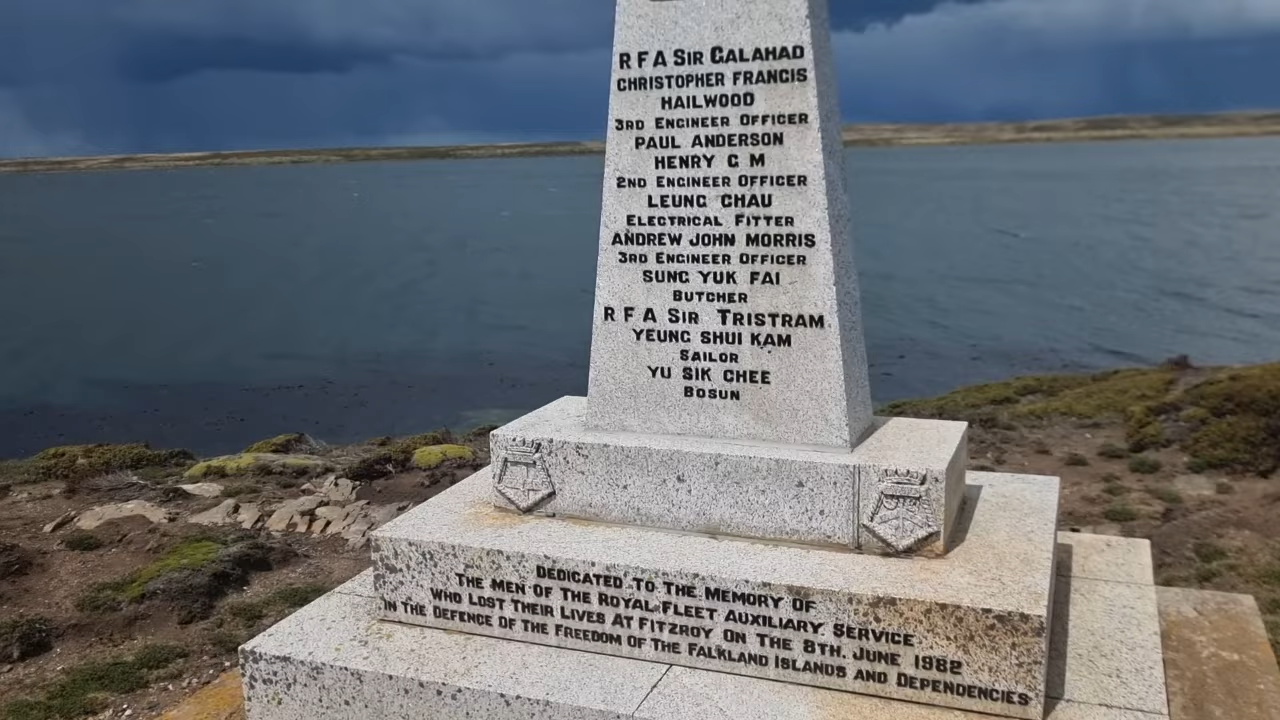 R F A SIR GALAHAD
CHRISTOPHER FRANCIS
HAILWOOD
3RD ENGINEER OFFICER
PAUL ANDERSON
HENRY G M
2ND ENGINEER OFFICER
LEUNG CHAU
ELECTRICAL FITTER
ANDREW JOHN MORRIS
3RD ENGINEER OFFICER
SUNG YUK FAI
BUTCHER
R F A SIR TRISTRAM
YEUNG SHUI KAM
SAILOR
YU SIK CHEE
BOSUN
DEDICATED TO THE MEMORY OF
THE MEN OF THE ROYAL FLEET AUXILIARY SERVICE
WHO LOST THEIR LIVES AT FITZROY ON THE 8TH. JUNE 1982
IN THE DEFENCE OF THE FREEDOM OF THE FALKLAND ISLANDS AND DEPENDENCIES